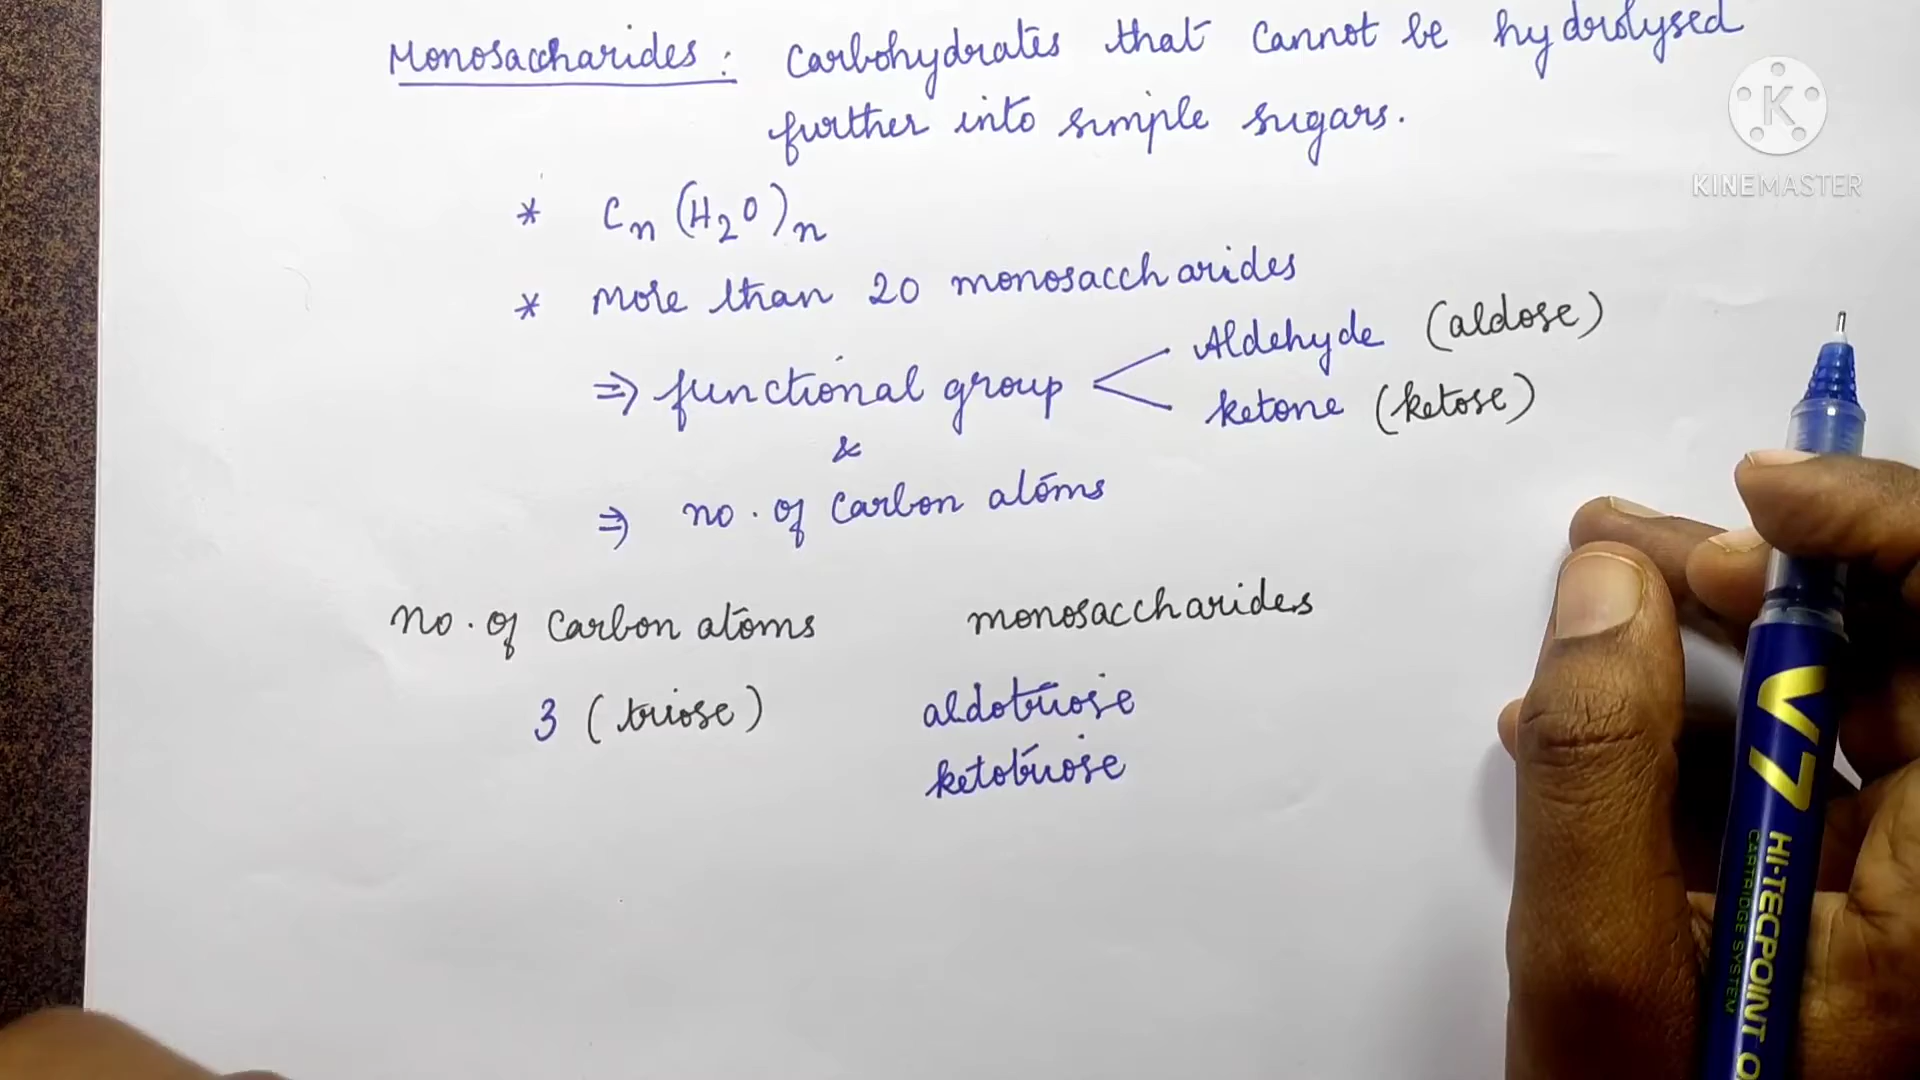 Monosaccharides : Carbohydrates that cannot be hydrolysed
further into simple sugars.
K
KINEMASTER
* Cn (H2O)n
* More than 20 monosaccharides
⇒ functional group < Aldehyde (aldose)
ketone (ketose)
&
⇒ no. of carbon atoms
No. of carbon atoms monosaccharides
3 (triose) aldotriose
ketotriose
V7 HI-TECPOINT 0
CARTRIDGE SYSTEM